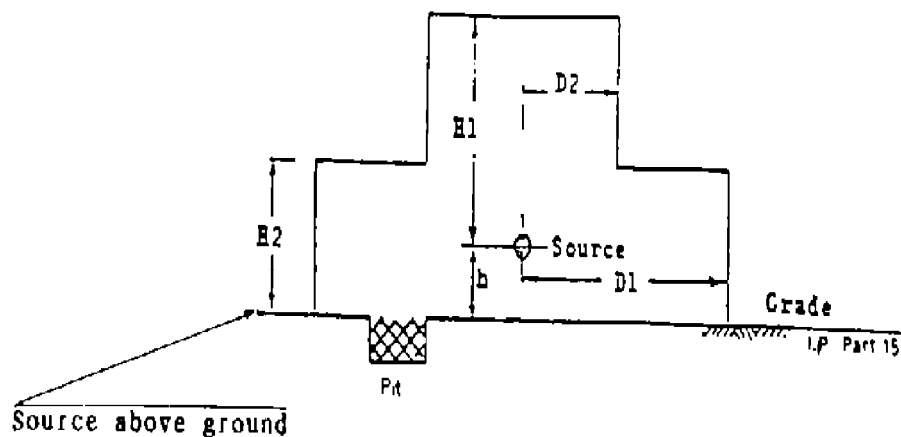 D2
H1
H2
Source
h
D1
Grade
I.P Part 15
Pit
Source above ground